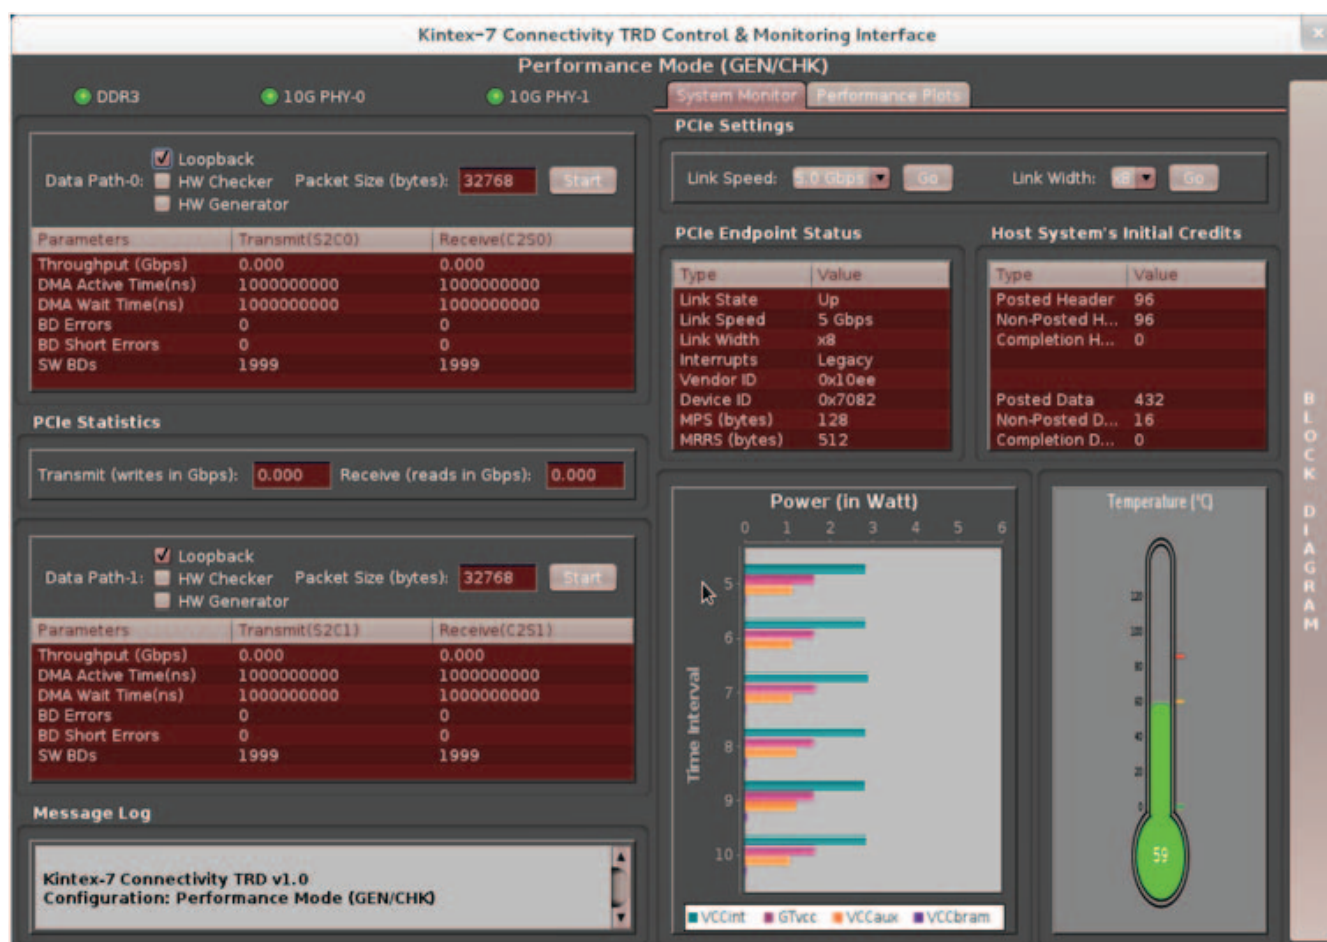 Kintex-7 Connectivity TRD Control & Monitoring Interface
Performance Mode (GEN/CHK)
DDR3 10G PHY-0 10G PHY-1
Loopback
Data Path-0: HW Checker Packet Size (bytes): 32768 Start
HW Generator
Parameters Transmit(S2C0) Receive(C2S0)
Throughput (Gbps) 0.000 0.000
DMA Active Time(ns) 1000000000 1000000000
DMA Wait Time(ns) 1000000000 1000000000
BD Errors 0 0
BD Short Errors 0 0
SW BDs 1999 1999
PCIe Statistics
Transmit (writes in Gbps): 0.000 Receive (reads in Gbps): 0.000
Loopback
Data Path-1: HW Checker Packet Size (bytes): 32768 Start
HW Generator
Parameters Transmit(S2C1) Receive(C2S1)
Throughput (Gbps) 0.000 0.000
DMA Active Time(ns) 1000000000 1000000000
DMA Wait Time(ns) 1000000000 1000000000
BD Errors 0 0
BD Short Errors 0 0
SW BDs 1999 1999
Message Log
Kintex-7 Connectivity TRD v1.0
Configuration: Performance Mode (GEN/CHK)
System Monitor Performance Plots
PCIe Settings
Link Speed: 5.0 Gbps Go Link Width: x8 Go
PCIe Endpoint Status
Type Value
Link State Up
Link Speed 5 Gbps
Link Width x8
Interrupts Legacy
Vendor ID 0x10ee
Device ID 0x7082
MPS (bytes) 128
MRRS (bytes) 512
Host System's Initial Credits
Type Value
Posted Header 96
Non-Posted H... 96
Completion H... 0
Posted Data 432
Non-Posted D... 16
Completion D... 0
Power (in Watt)
0 1 2 3 4 5 6
Time Interval
5
6
7
8
9
10
VCCint GTvcc VCCaux VCCbram
Temperature (°C)
120
100
80
60
40
20
0
59
BLOCK DIAGRAM